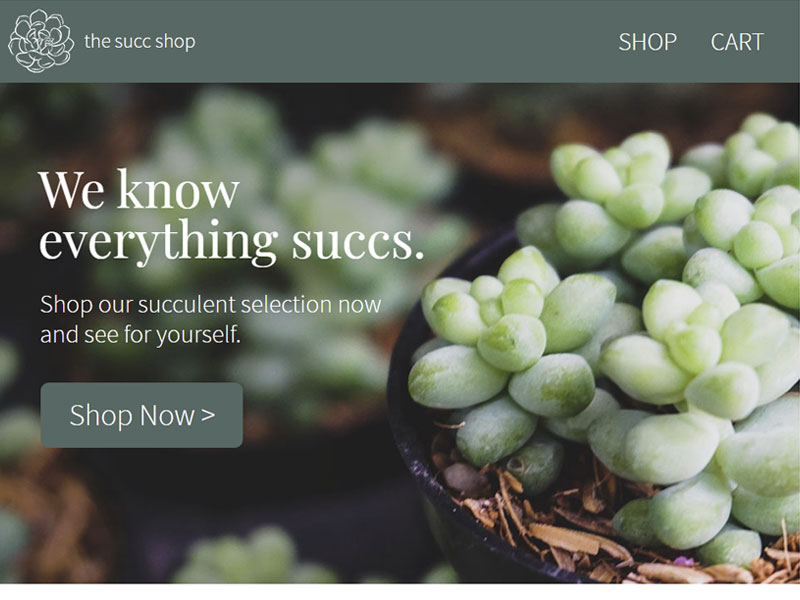 the succ shop
SHOP
CART
We know
everything succs.
Shop our succulent selection now
and see for yourself.
Shop Now >